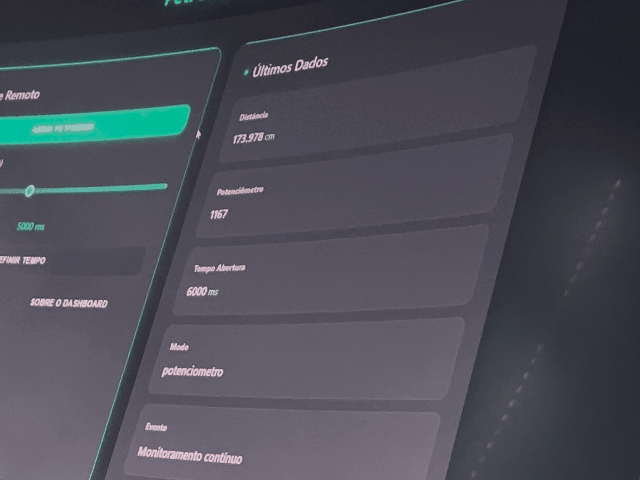 e Remoto
5000 ms
EFINIR TEMPO
SOBRE O DASHBOARD
Últimos Dados
Distância
173.978 cm
Potenciômetro
1167
Tempo Abertura
6000 ms
Modo
potenciometro
Evento
Monitoramento contínuo